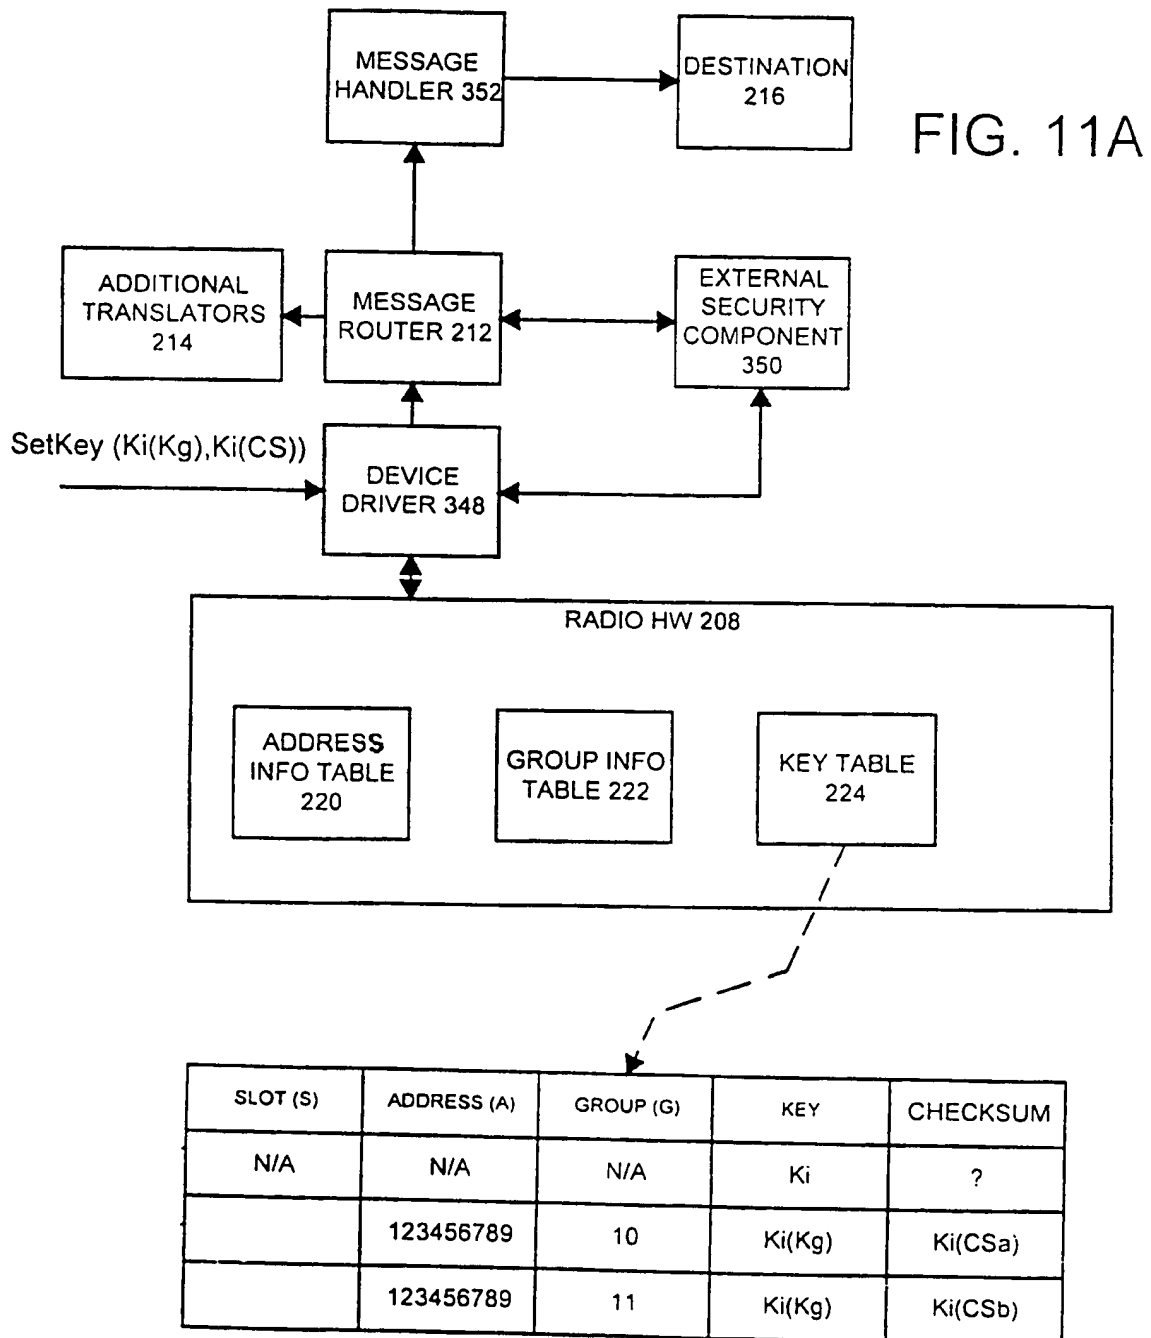 MESSAGE
HANDLER 352
DESTINATION
216
FIG. 11A
ADDITIONAL
TRANSLATORS
214
MESSAGE
ROUTER 212
EXTERNAL
SECURITY
COMPONENT
350
SetKey (Ki(Kg),Ki(CS))
DEVICE
DRIVER 348
RADIO HW 208
ADDRESS
INFO TABLE
220
GROUP INFO
TABLE 222
KEY TABLE
224
SLOT (S) ADDRESS (A) GROUP (G) KEY CHECKSUM
N/A N/A N/A Ki ?
123456789 10 Ki(Kg) Ki(CSa)
123456789 11 Ki(Kg) Ki(CSb)